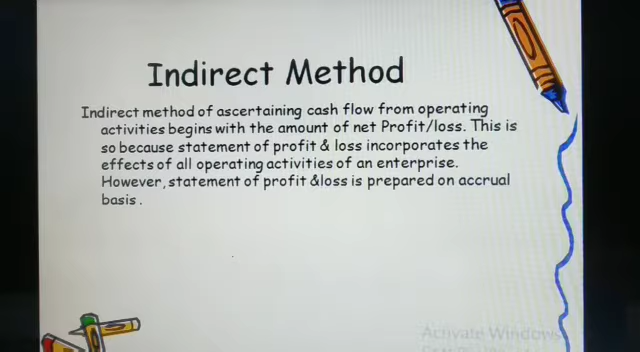 Indirect Method
Indirect method of ascertaining cash flow from operating
activities begins with the amount of net Profit/loss. This is
so because statement of profit & loss incorporates the
effects of all operating activities of an enterprise.
However, statement of profit &loss is prepared on accrual
basis.
Activate Windows